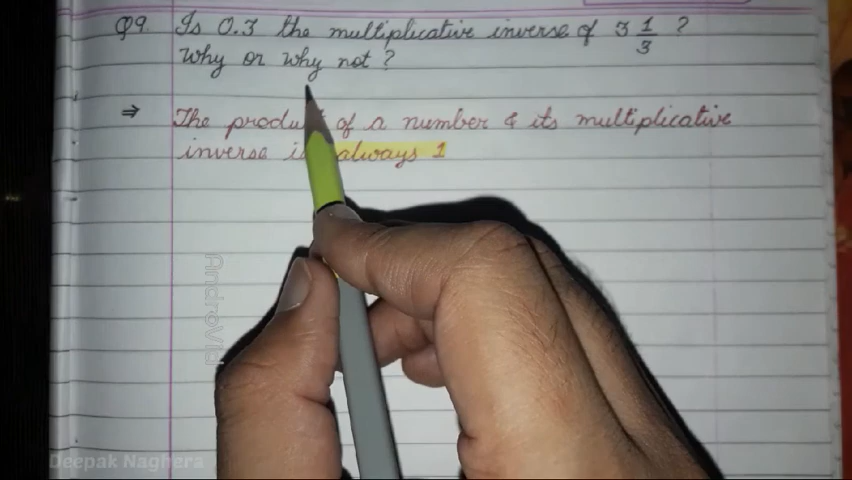 Q9. Is 0.3 the multiplicative inverse of 3 1/3 ?
Why or why not ?
⇒ The product of a number & its multiplicative
inverse is always 1
AndroVid
Deepak Naghera